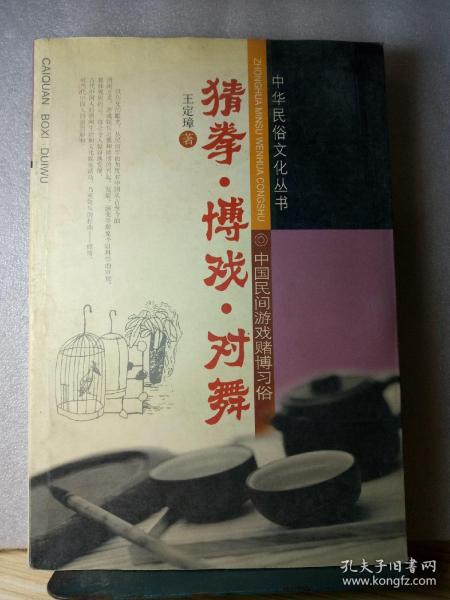 CAIQUAN BOXI DUIWU
ZHONGHUA MINSU WENHUA CONGSHU
中华民俗文化丛书
◎中国民间游戏赌博习俗
猜拳·博戏·对舞
王定璋 著
孔夫子旧书网
www.kongfz.com